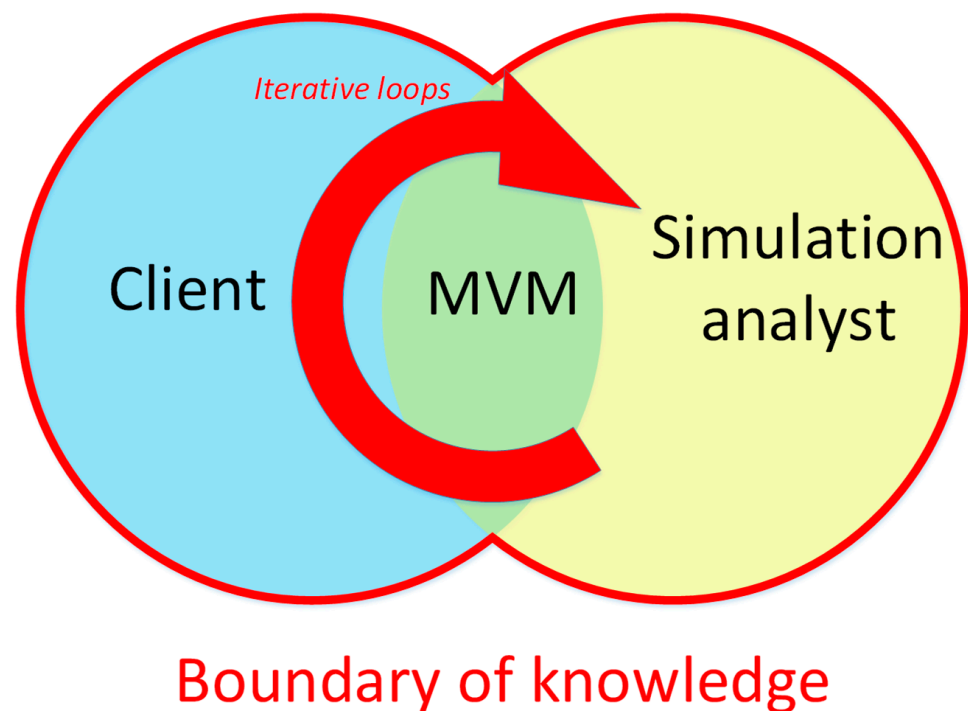 Iterative loops
Client
MVM
Simulation
analyst
Boundary of knowledge